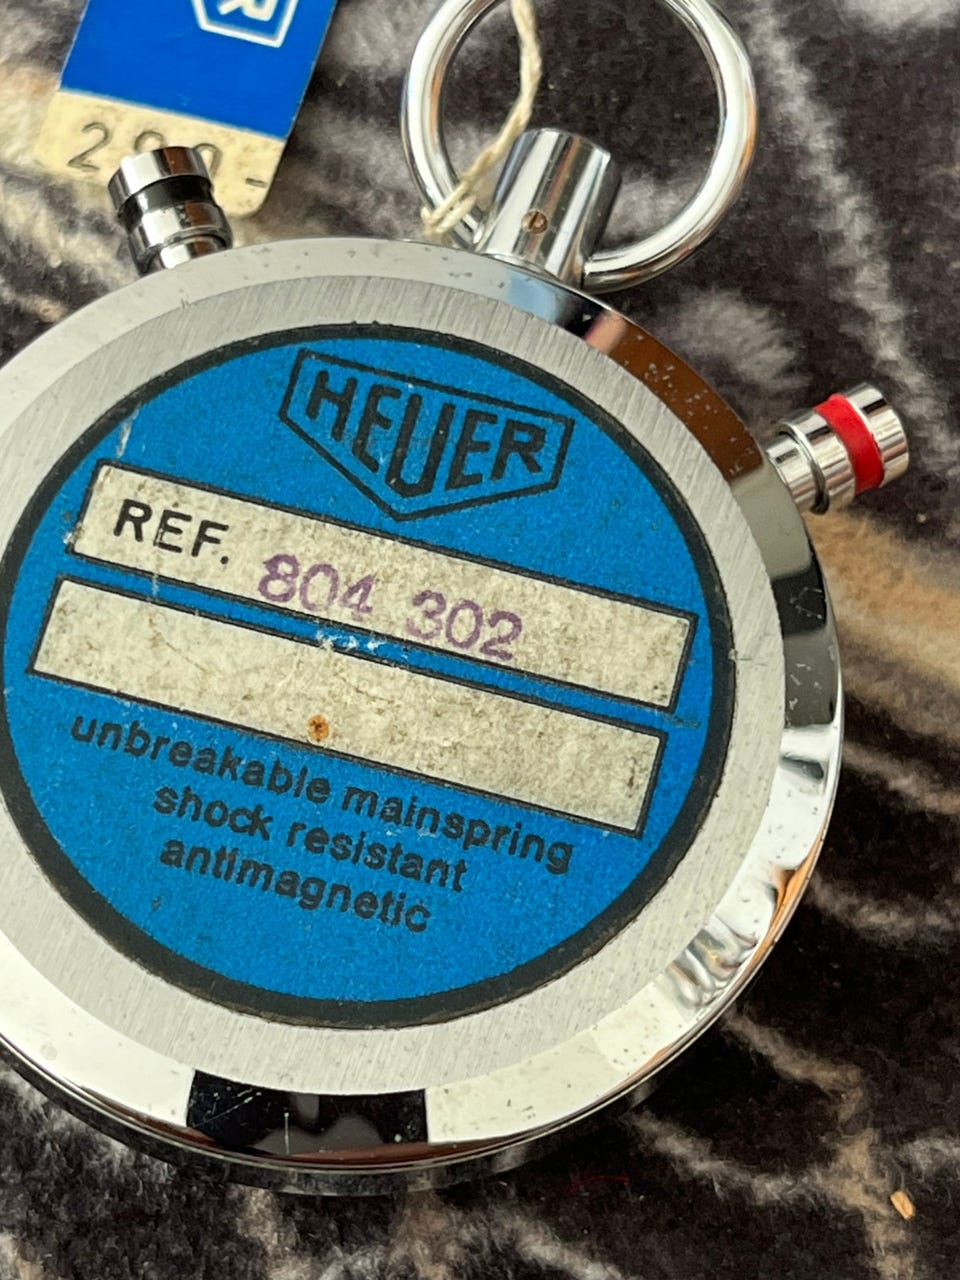 HEUER
REF. 804 302
unbreakable mainspring
shock resistant
antimagnetic